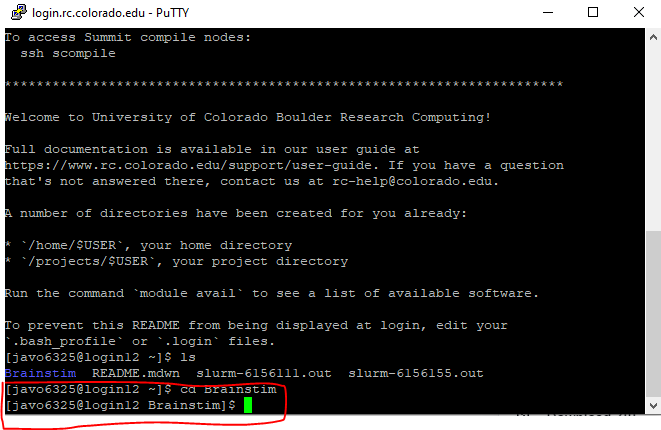 login.rc.colorado.edu - PuTTY
To access Summit compile nodes:
  ssh scompile
**********************************************************************
Welcome to University of Colorado Boulder Research Computing!
Full documentation is available in our user guide at
https://www.rc.colorado.edu/support/user-guide. If you have a question
that's not answered there, contact us at rc-help@colorado.edu.
A number of directories have been created for you already:
* `/home/$USER`, your home directory
* `/projects/$USER`, your project directory
Run the command `module avail` to see a list of available software.
To prevent this README from being displayed at login, edit your
`.bash_profile` or `.login` files.
[javo6325@login12 ~]$ ls
Brainstim  README.mdwn  slurm-6156111.out  slurm-6156155.out
[javo6325@login12 ~]$ cd Brainstim
[javo6325@login12 Brainstim]$